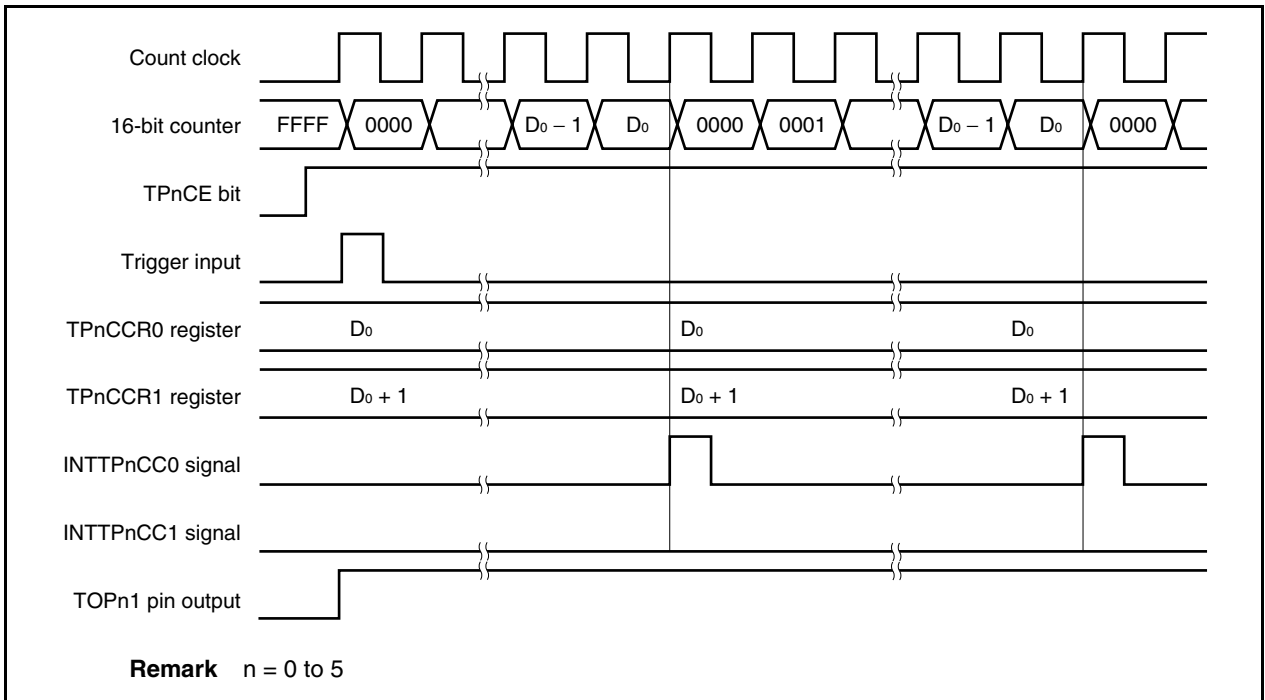 Count clock
16-bit counter FFFF 0000 D0 − 1 D0 0000 0001 D0 − 1 D0 0000
TPnCE bit
Trigger input
TPnCCR0 register D0 D0 D0
TPnCCR1 register D0 + 1 D0 + 1 D0 + 1
INTTPnCC0 signal
INTTPnCC1 signal
TOPn1 pin output
Remark n = 0 to 5